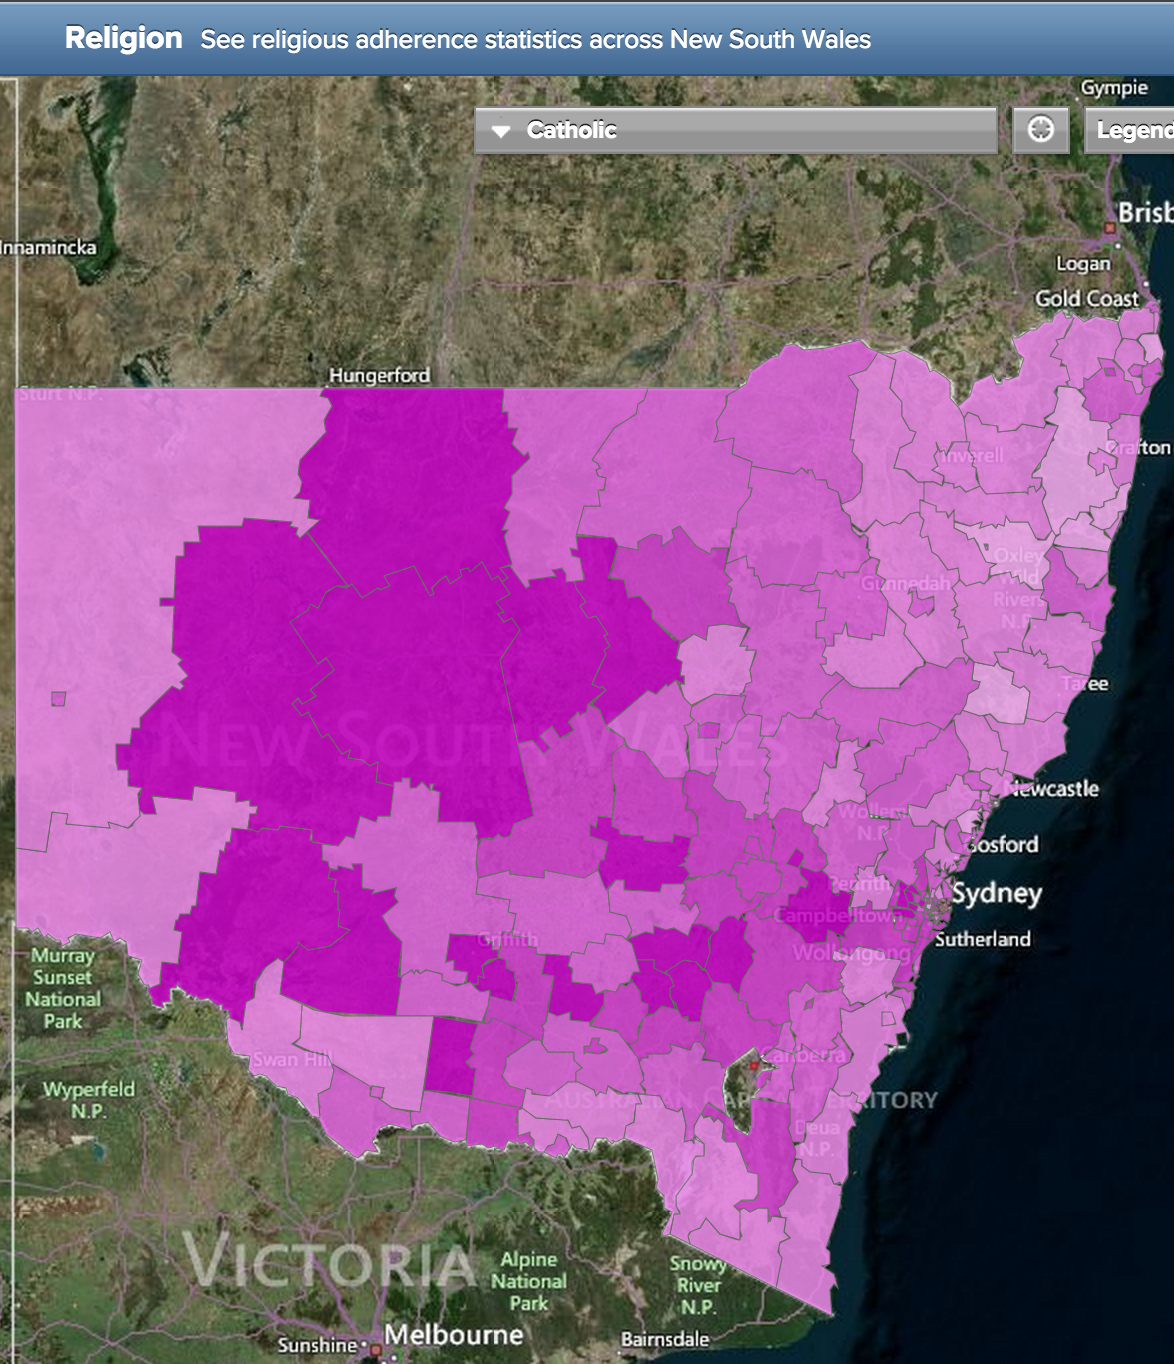 Religion See religious adherence statistics across New South Wales
Gympie
Catholic
Legend
Brisb
Innamincka
Logan
Gold Coast
Hungerford
Sturt N.P.
Grafton
Inverell
Oxley
Wild
Rivers
N.P.
Gunnedah
Taree
NEW SOUTH WALES
Newcastle
Wollemi
N.P.
Gosford
Penrith
Sydney
Campbelltown
Sutherland
Griffith
Wollongong
Murray
Sunset
National
Park
Swan Hill
Canberra
Wyperfeld
N.P.
AUSTRALIAN CAPITAL TERRITORY
Deua
N.P.
VICTORIA
Alpine
National
Park
Snowy
River
N.P.
Sunshine
Melbourne
Bairnsdale